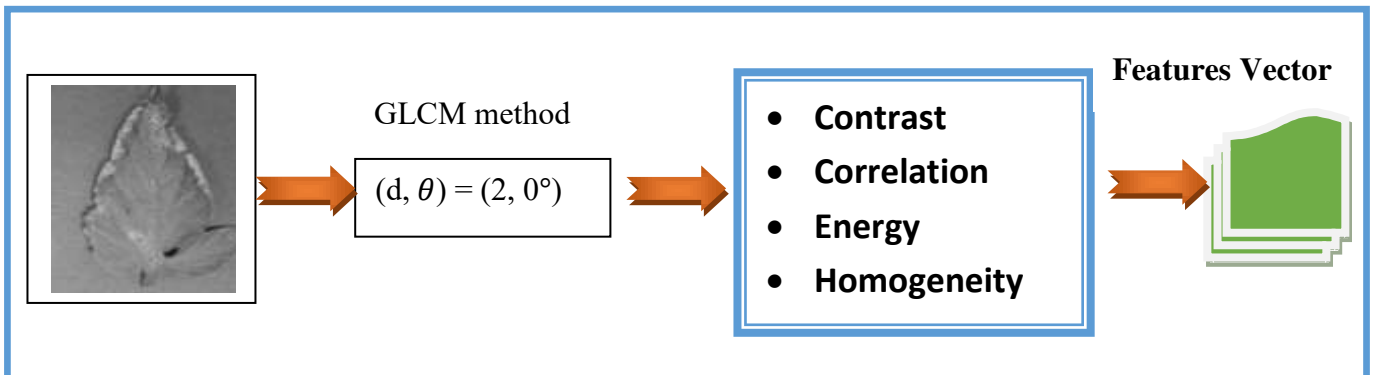 GLCM method
(d, 𝜃) = (2, 0°)
• Contrast
• Correlation
• Energy
• Homogeneity
Features Vector